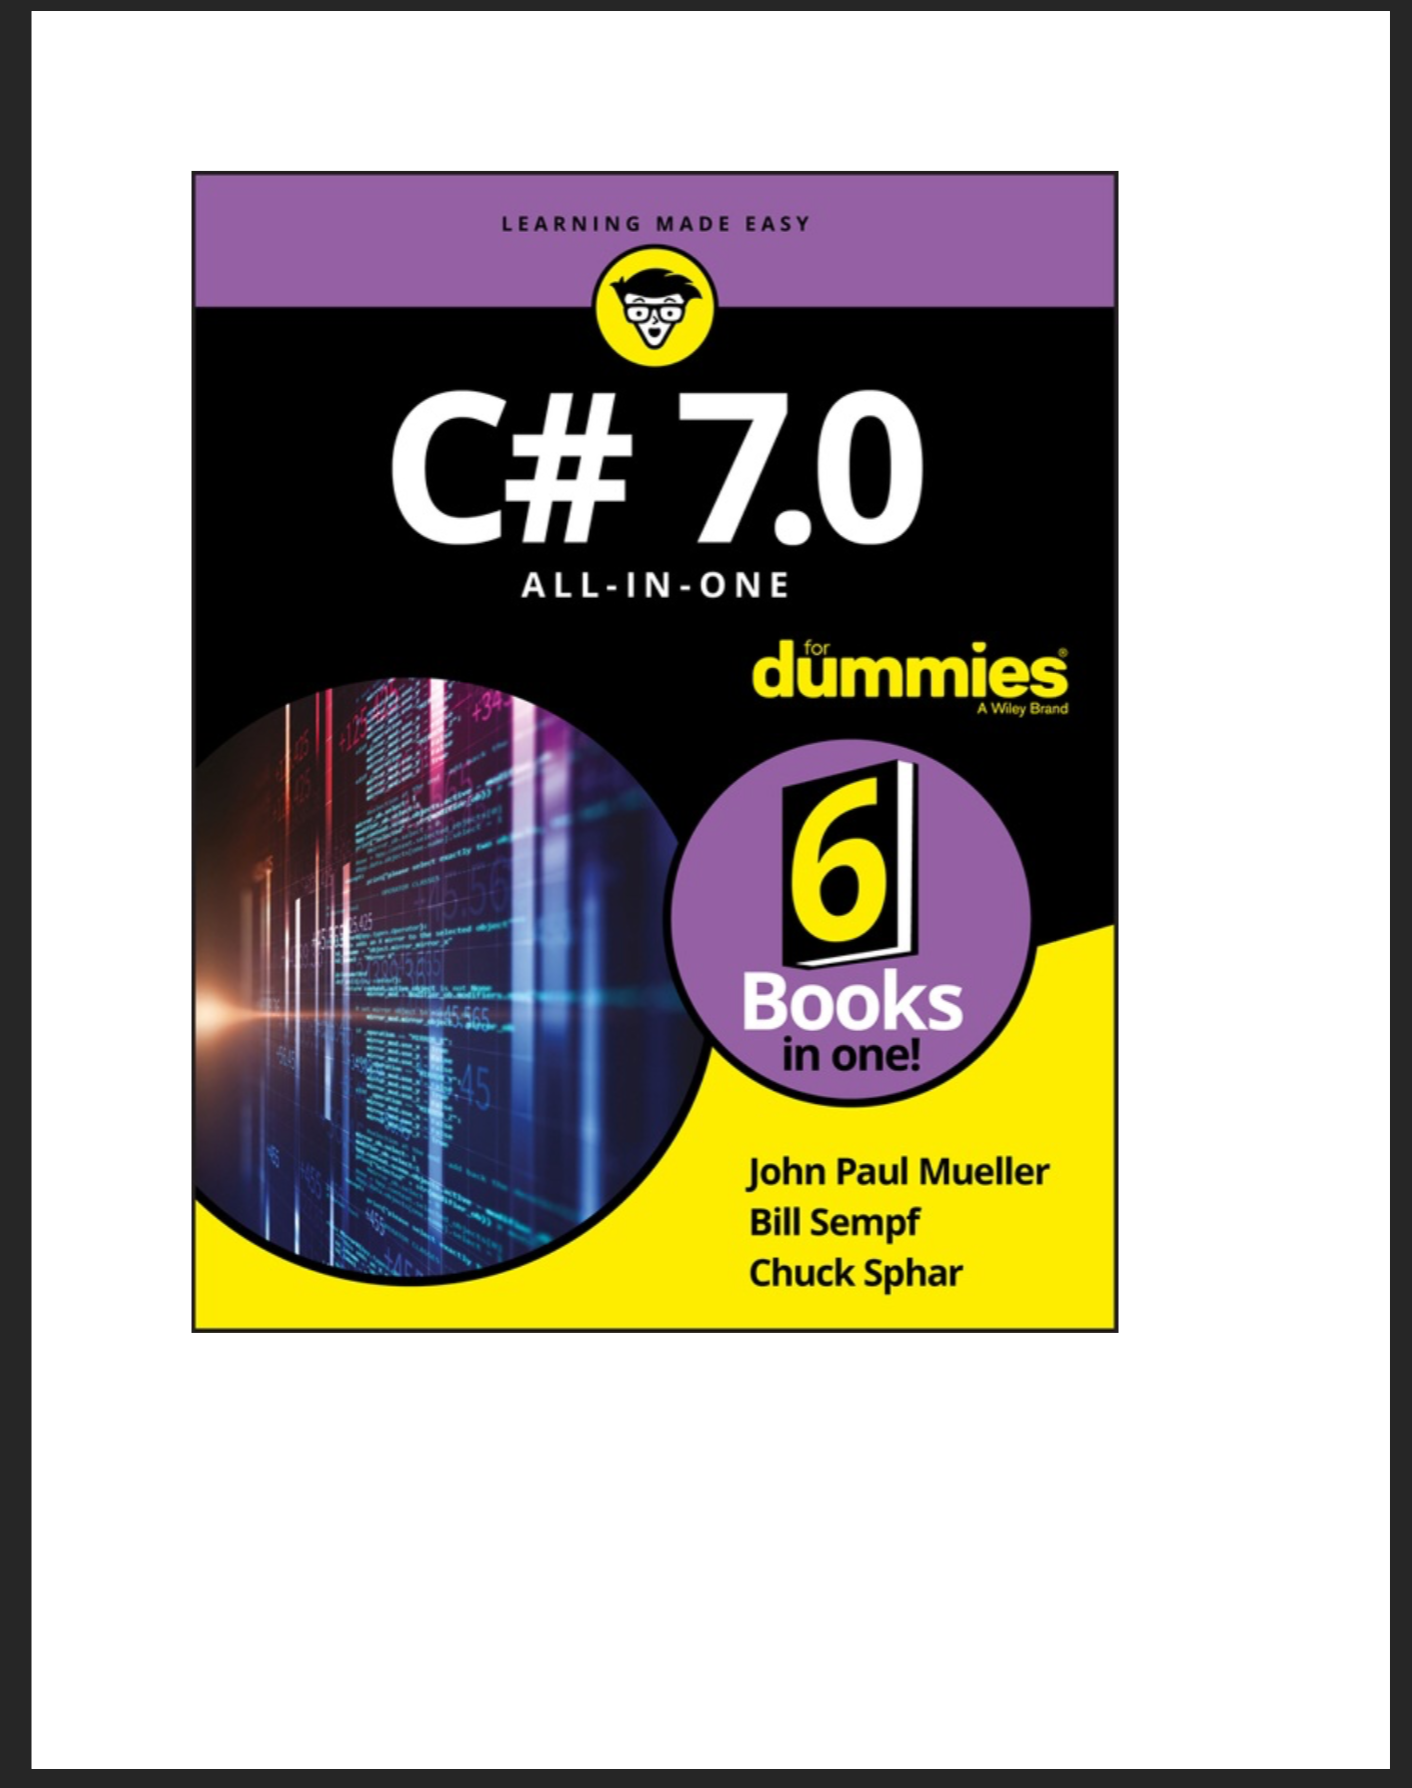 LEARNING MADE EASY
C# 7.0
ALL-IN-ONE
for
dummies®
A Wiley Brand
6
Books
in one!
John Paul Mueller
Bill Sempf
Chuck Sphar